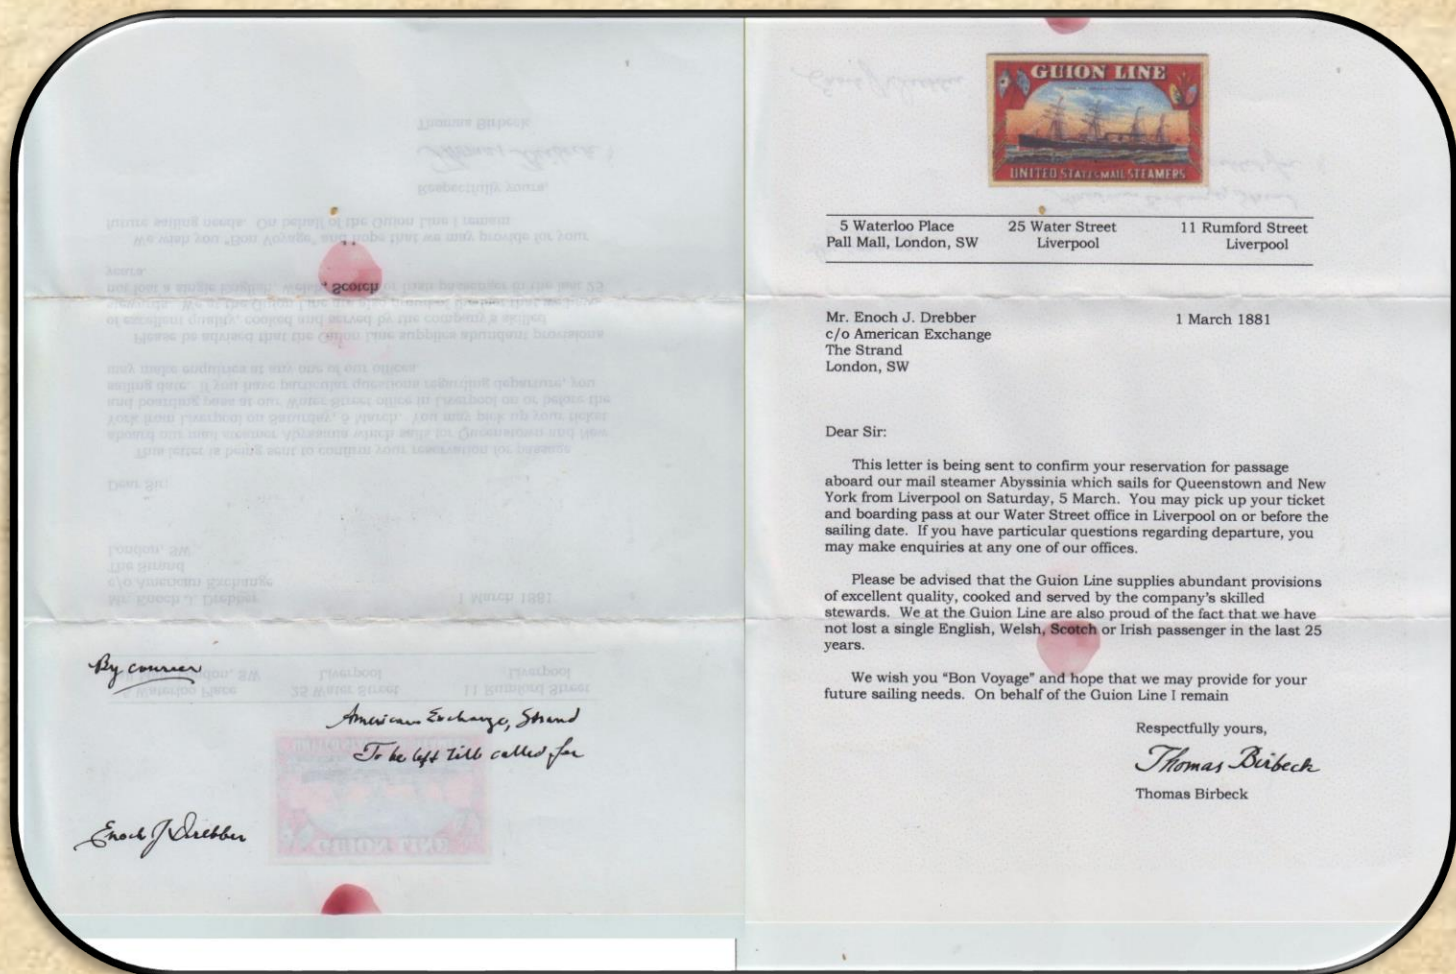 , Scotch
By courier
American Exchange, Strand
To be left till called for
Enoch J Drebber
GUION LINE
UNITED STATES MAIL STEAMERS
5 Waterloo Place
Pall Mall, London, SW
25 Water Street
Liverpool
11 Rumford Street
Liverpool
Mr. Enoch J. Drebber 1 March 1881
c/o American Exchange
The Strand
London, SW
Dear Sir:
This letter is being sent to confirm your reservation for passage
aboard our mail steamer Abyssinia which sails for Queenstown and New
York from Liverpool on Saturday, 5 March. You may pick up your ticket
and boarding pass at our Water Street office in Liverpool on or before the
sailing date. If you have particular questions regarding departure, you
may make enquiries at any one of our offices.
Please be advised that the Guion Line supplies abundant provisions
of excellent quality, cooked and served by the company's skilled
stewards. We at the Guion Line are also proud of the fact that we have
not lost a single English, Welsh, Scotch or Irish passenger in the last 25
years.
We wish you "Bon Voyage" and hope that we may provide for your
future sailing needs. On behalf of the Guion Line I remain
Respectfully yours,
Thomas Birbeck
Thomas Birbeck